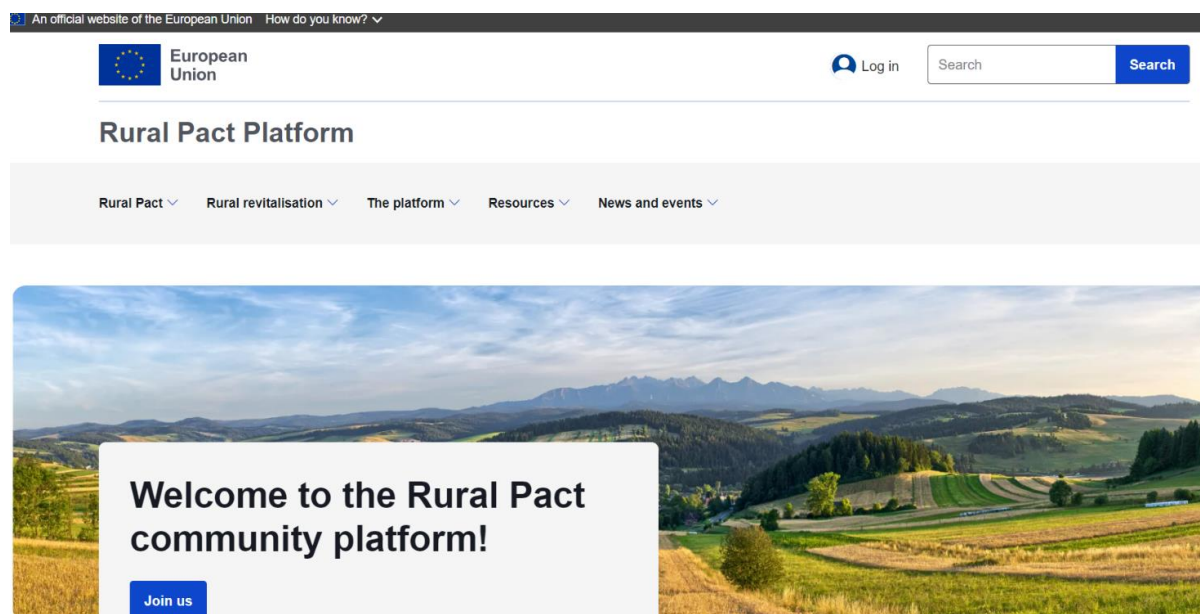 An official website of the European Union How do you know?
European
Union
Log in
Search
Search
Rural Pact Platform
Rural Pact
Rural revitalisation
The platform
Resources
News and events
Welcome to the Rural Pact
community platform!
Join us